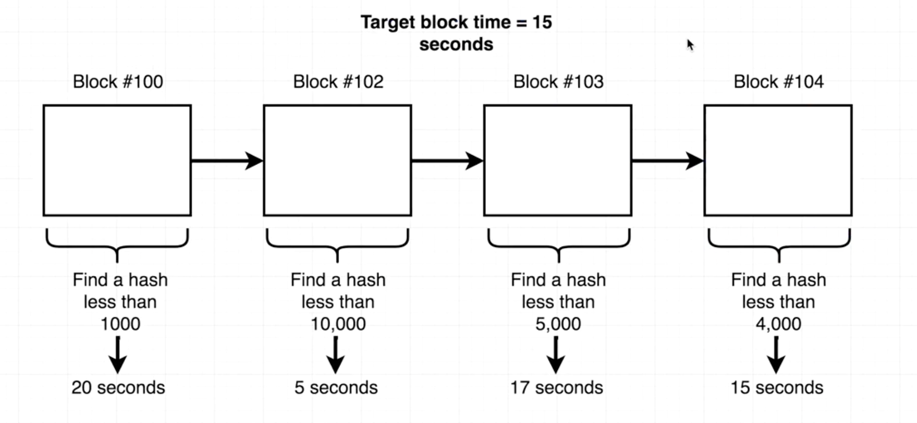 Target block time = 15
seconds
Block #100
Block #102
Block #103
Block #104
Find a hash
less than
1000
Find a hash
less than
10,000
Find a hash
less than
5,000
Find a hash
less than
4,000
20 seconds
5 seconds
17 seconds
15 seconds